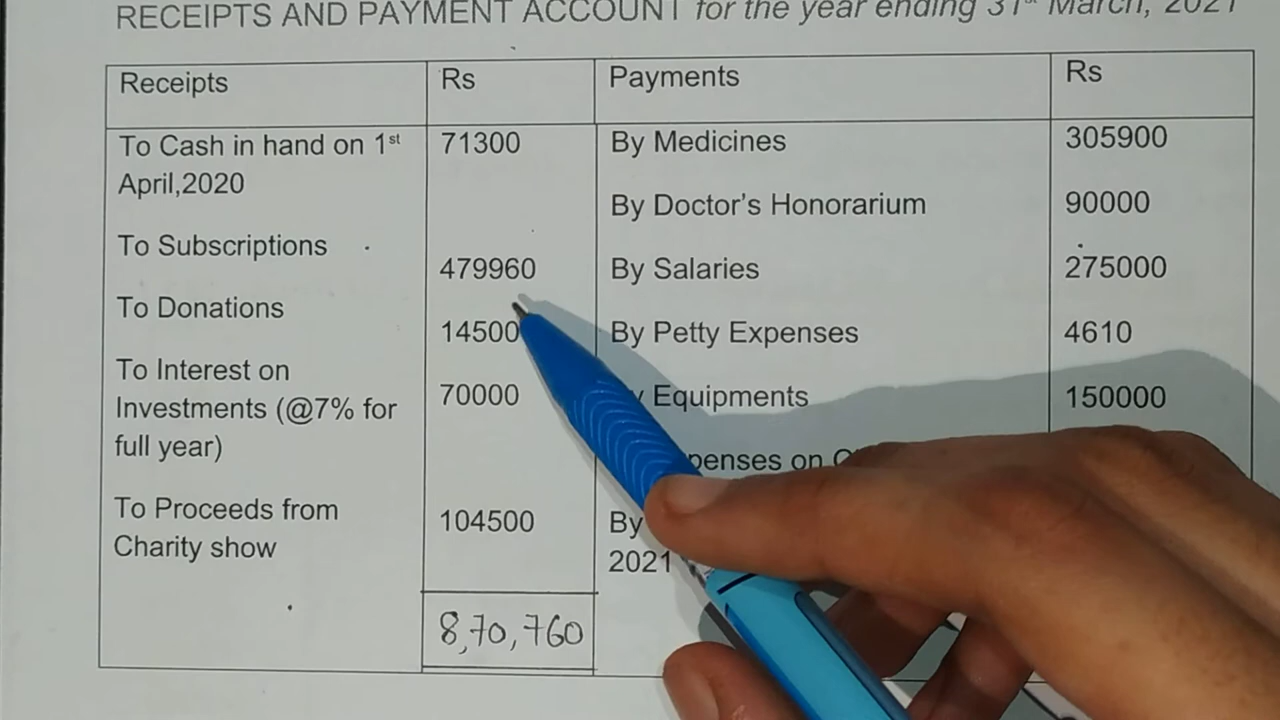 RECEIPTS AND PAYMENT ACCOUNT for the year ending 31st March, 2021
Receipts Rs Payments Rs
To Cash in hand on 1st 71300 By Medicines 305900
April,2020
By Doctor's Honorarium 90000
To Subscriptions
479960 By Salaries 275000
To Donations
14500 By Petty Expenses 4610
To Interest on
Investments (@7% for 70000 Equipments 150000
full year)
on
To Proceeds from 104500 By
Charity show 2021
8,70,760